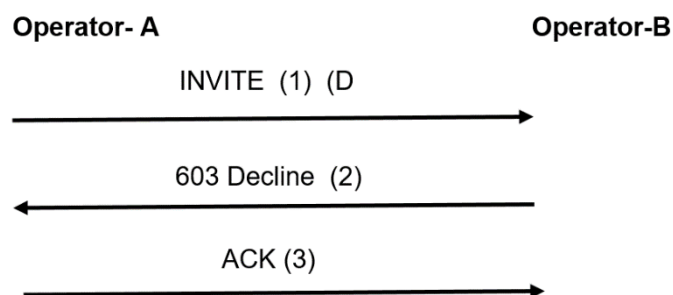 Operator- A
Operator-B
INVITE (1) (D
603 Decline (2)
ACK (3)